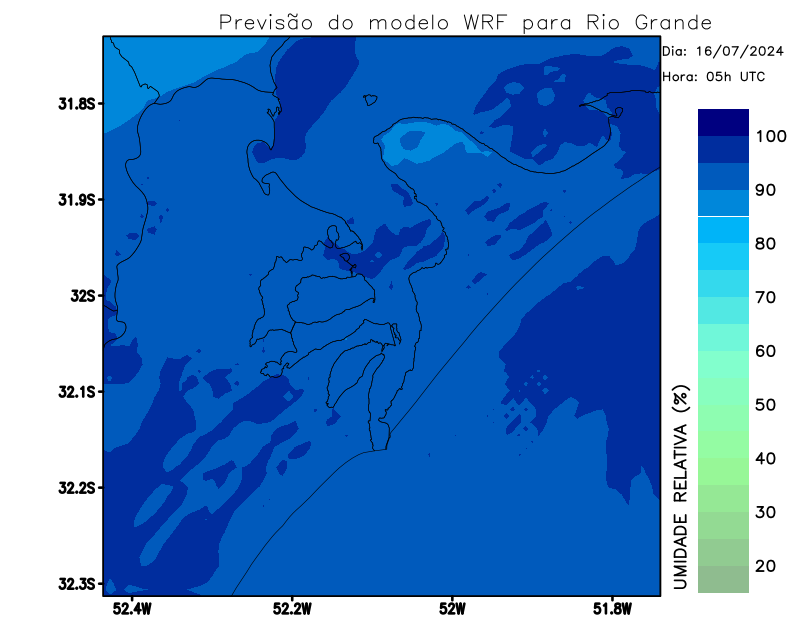 Previsão do modelo WRF para Rio Grande
Dia: 16/07/2024
Hora: 05h UTC
31.8S
31.9S
32S
32.1S
32.2S
32.3S
52.4W
52.2W
52W
51.8W
100
90
80
70
60
50
40
30
20
UMIDADE RELATIVA (%)